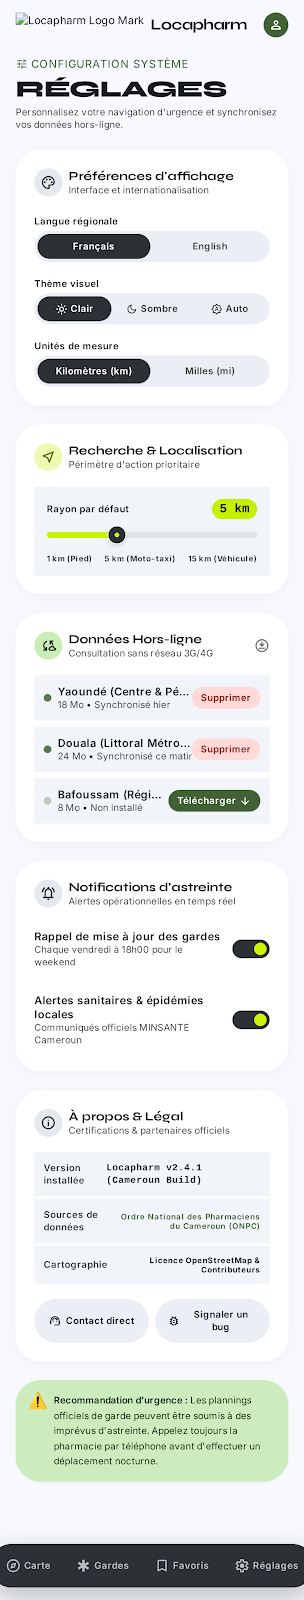 Locapharm Logo Mark
Locapharm
CONFIGURATION SYSTÈME
RÉGLAGES
Personnalisez votre navigation d'urgence et synchronisez
vos données hors-ligne.
Préférences d'affichage
Interface et internationalisation
Langue régionale
Français English
Thème visuel
Clair Sombre Auto
Unités de mesure
Kilomètres (km) Milles (mi)
Recherche & Localisation
Périmètre d'action prioritaire
Rayon par défaut 5 km
1 km (Pied) 5 km (Moto-taxi) 15 km (Véhicule)
Données Hors-ligne
Consultation sans réseau 3G/4G
Yaoundé (Centre & Pé...
18 Mo • Synchronisé hier
Supprimer
Douala (Littoral Métro...
24 Mo • Synchronisé ce matin
Supprimer
Bafoussam (Régi...
8 Mo • Non installé
Télécharger
Notifications d'astreinte
Alertes opérationnelles en temps réel
Rappel de mise à jour des gardes
Chaque vendredi à 18h00 pour le
weekend
Alertes sanitaires & épidémies
locales
Communiqués officiels MINSANTE
Cameroun
À propos & Légal
Certifications & partenaires officiels
Version
installée
Locapharm v2.4.1
(Cameroun Build)
Sources de
données
Ordre National des Pharmaciens
du Cameroun (ONPC)
Cartographie
Licence OpenStreetMap &
Contributeurs
Contact direct
Signaler un
bug
⚠️ Recommandation d'urgence : Les plannings
officiels de garde peuvent être soumis à des
imprévus d'astreinte. Appelez toujours la
pharmacie par téléphone avant d'effectuer un
déplacement nocturne.
Carte Gardes Favoris Réglages